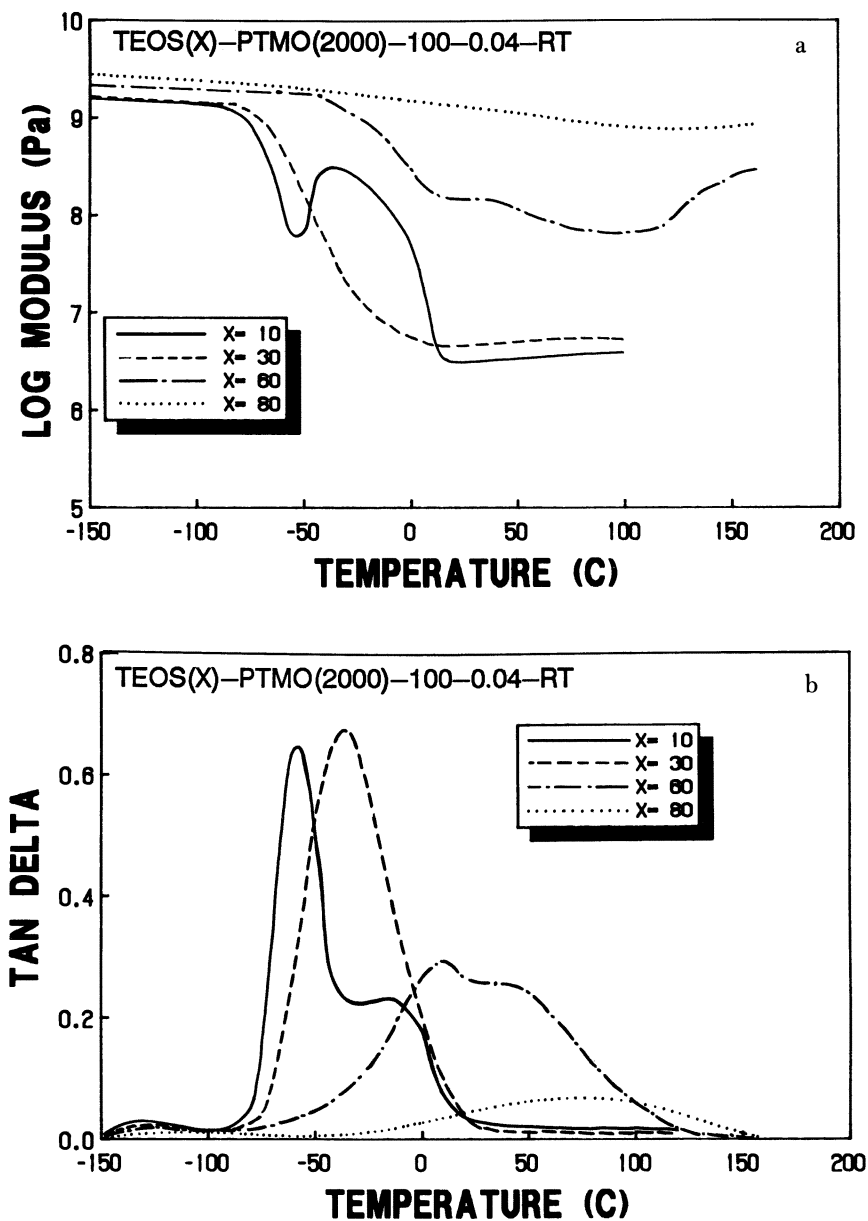 TEOS(X)-PTMO(2000)-100-0.04-RT
a
10
9
8
7
6
5
LOG MODULUS (Pa)
X= 10
X= 30
X= 60
X= 80
-150
-100
-50
0
50
100
150
200
TEMPERATURE (C)
TEOS(X)-PTMO(2000)-100-0.04-RT
b
0.8
0.6
0.4
0.2
0.0
TAN DELTA
X= 10
X= 30
X= 60
X= 80
-150
-100
-50
0
50
100
150
200
TEMPERATURE (C)